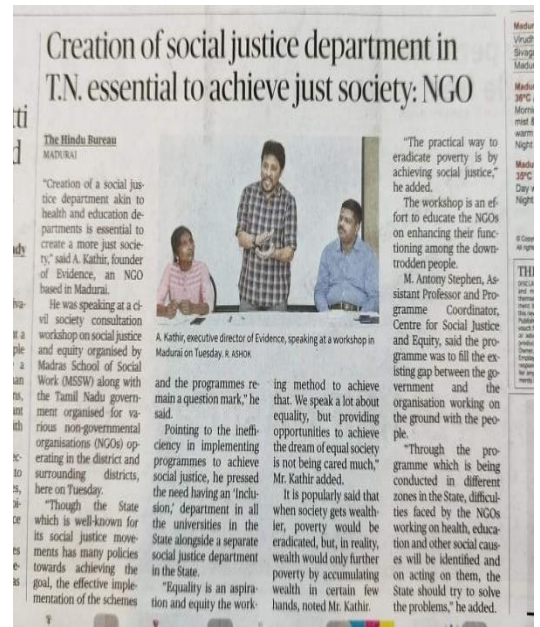 Creation of social justice department in
T.N. essential to achieve just society: NGO
The Hindu Bureau
MADURAI
"Creation of a social jus-
tice department akin to
health and education de-
partments is essential to
create a more just socie-
ty," said A. Kathir, founder
of Evidence, an NGO
based in Madurai.
He was speaking at a ci-
vil society consultation
workshop on social justice
and equity organised by
Madras School of Social
Work (MSSW) along with
the Tamil Nadu govern-
ment organised for va-
rious non-governmental
organisations (NGOs) op-
erating in the district and
surrounding districts,
here on Tuesday.
"Though the State
which is well-known for
its social justice move-
ments has many policies
towards achieving the
goal, the effective imple-
mentation of the schemes
A. Kathir, executive director of Evidence, speaking at a workshop in
Madurai on Tuesday. R. ASHOK
and the programmes re-
main a question mark," he
said.
Pointing to the ineffi-
ciency in implementing
programmes to achieve
social justice, he pressed
the need having an 'Inclu-
sion,' department in all
the universities in the
State alongside a separate
social justice department
in the State.
"Equality is an aspira-
tion and equity the work-
ing method to achieve
that. We speak a lot about
equality, but providing
opportunities to achieve
the dream of equal society
is not being cared much,"
Mr. Kathir added.
It is popularly said that
when society gets wealth-
ier, poverty would be
eradicated, but, in reality,
wealth would only further
poverty by accumulating
wealth in certain few
hands, noted Mr. Kathir.
"The practical way to
eradicate poverty is by
achieving social justice,"
he added.
The workshop is an ef-
fort to educate the NGOs
on enhancing their func-
tioning among the down-
trodden people.
M. Antony Stephen, As-
sistant Professor and Pro-
gramme Coordinator,
Centre for Social Justice
and Equity, said the pro-
gramme was to fill the ex-
isting gap between the go-
vernment and the
organisation working on
the ground with the peo-
ple.
"Through the pro-
gramme which is being
conducted in different
zones in the State, difficul-
ties faced by the NGOs
working on health, educa-
tion and other social caus-
es will be identified and
on acting on them, the
State should try to solve
the problems," he added.